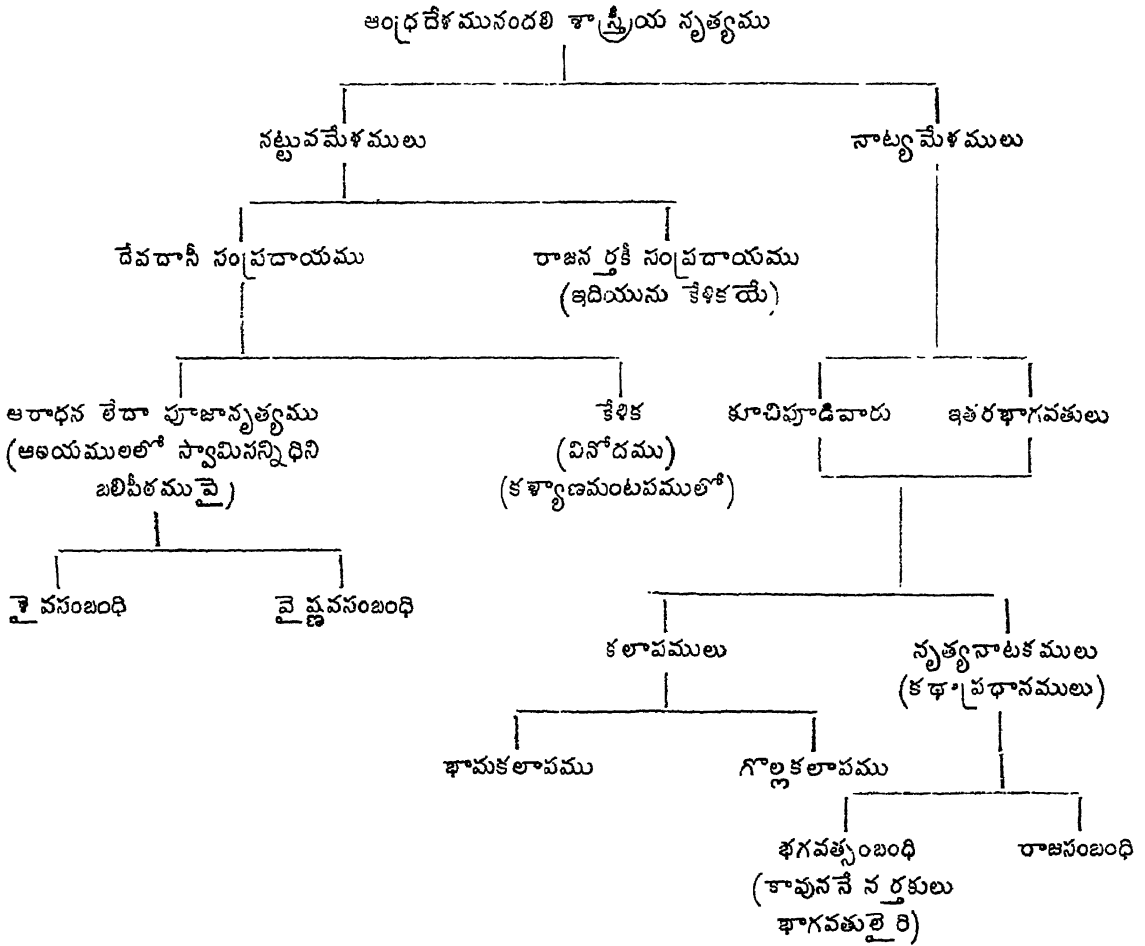 ఆంధ్రదేశమునందలి శాస్త్రీయ నృత్యము
నట్టువమేళములు
నాట్యమేళములు
దేవదాసీ సంప్రదాయము
రాజనర్తకీ సంప్రదాయము
(ఇదియును కేళికయే)
ఆరాధన లేదా పూజానృత్యము
(ఆలయములలో స్వామిసన్నిధిని
బలిపీఠముపై)
కేళిక
(వినోదము)
(కళ్యాణమంటపములో)
కూచిపూడివారు
ఇతరభాగవతులు
శైవసంబంధి
వైష్ణవసంబంధి
కలాపములు
నృత్యనాటకములు
(కథాప్రధానములు)
భామకలాపము
గొల్లకలాపము
భగవత్సంబంధి
(కావుననే నర్తకులు
భాగవతులైరి)
రాజసంబంధి